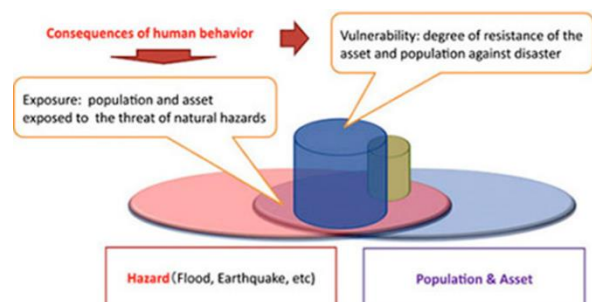 Consequences of human behavior
Vulnerability: degree of resistance of the
asset and population against disaster
Exposure: population and asset
exposed to the threat of natural hazards
Hazard(Flood, Earthquake, etc)
Population & Asset